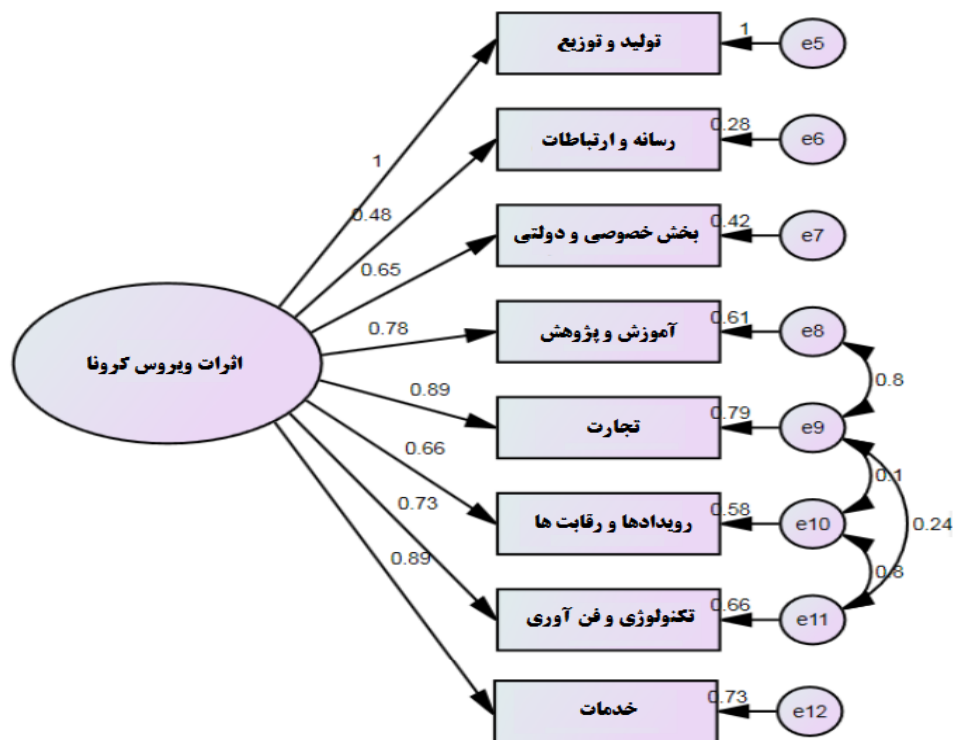 تولید و توزیع
1
e5
1
رسانه و ارتباطات
0.28
e6
0.48
بخش خصوصی و دولتی
0.42
e7
0.65
آموزش و پژوهش
0.61
e8
0.78
0.8
اثرات ویروس کرونا
تجارت
0.79
e9
0.89
0.1
رویدادها و رقابت ها
0.58
e10
0.66
0.24
0.8
تکنولوژی و فن آوری
0.66
e11
0.73
خدمات
0.73
e12
0.89